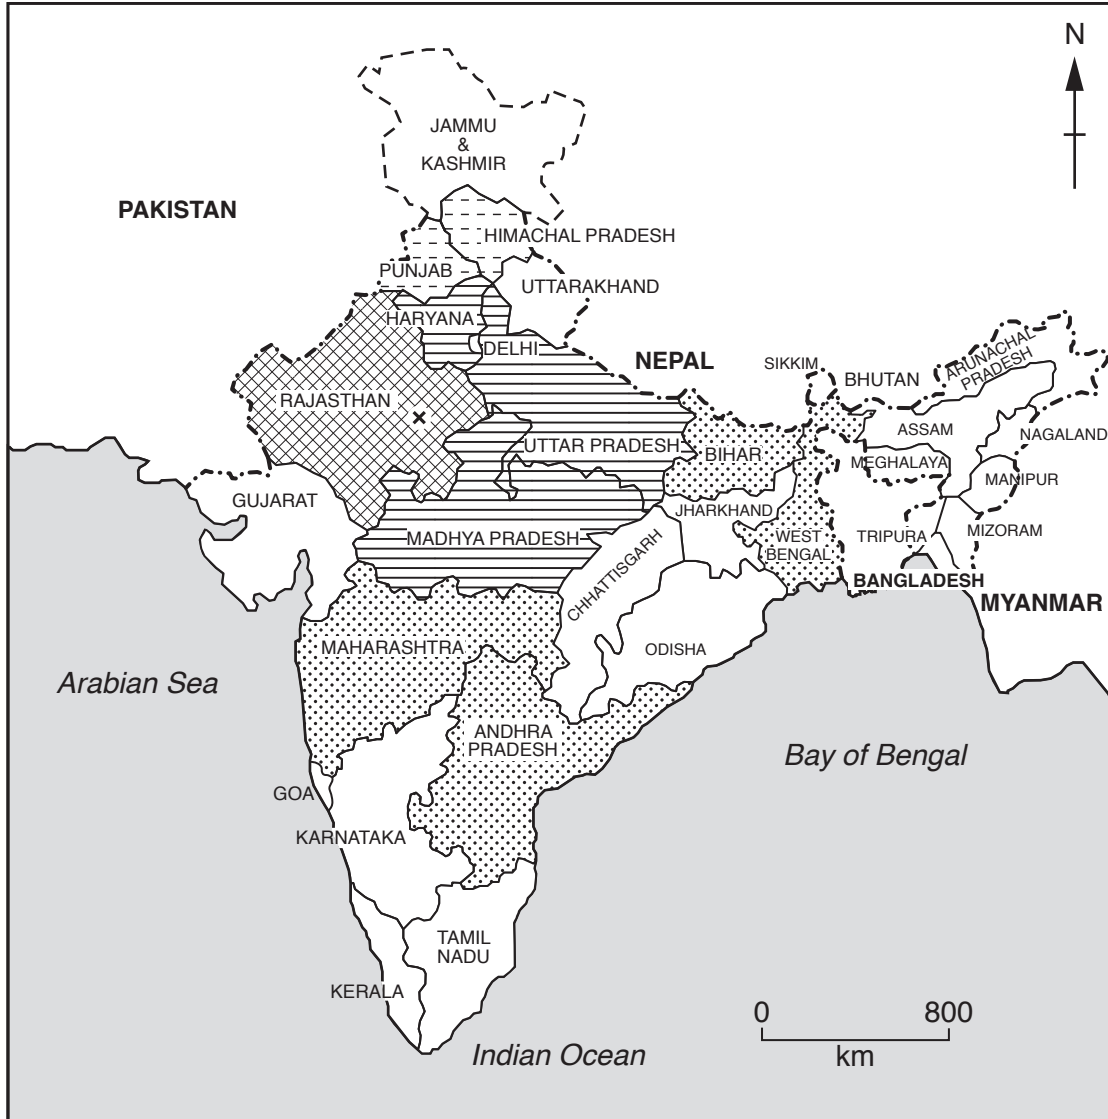 N
JAMMU
&
KASHMIR
PAKISTAN
HIMACHAL PRADESH
PUNJAB
UTTARAKHAND
HARYANA
DELHI
NEPAL
SIKKIM
BHUTAN
ARUNACHAL
PRADESH
RAJASTHAN
ASSAM
NAGALAND
UTTAR PRADESH
BIHAR
MEGHALAYA
MANIPUR
GUJARAT
JHARKHAND
MADHYA PRADESH
WEST
BENGAL
TRIPURA
MIZORAM
BANGLADESH
CHHATTISGARH
MYANMAR
MAHARASHTRA
ODISHA
Arabian Sea
ANDHRA
PRADESH
Bay of Bengal
GOA
KARNATAKA
TAMIL
NADU
KERALA
0 800
km
Indian Ocean